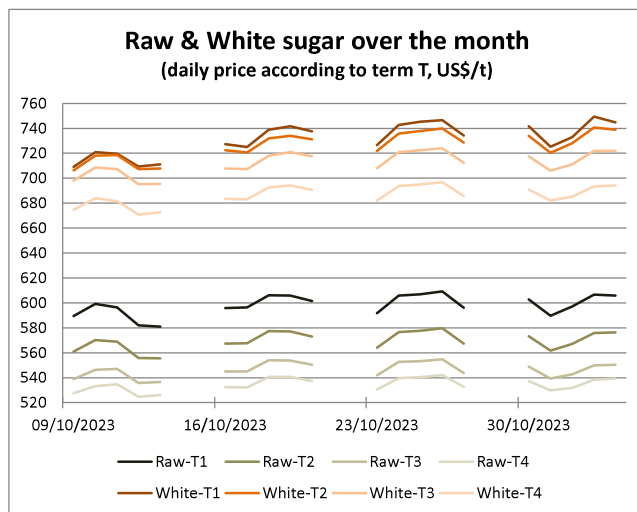 Raw & White sugar over the month
(daily price according to term T, US$/t)
760
740
720
700
680
660
640
620
600
580
560
540
520
09/10/2023 16/10/2023 23/10/2023 30/10/2023
Raw-T1 Raw-T2 Raw-T3 Raw-T4
White-T1 White-T2 White-T3 White-T4